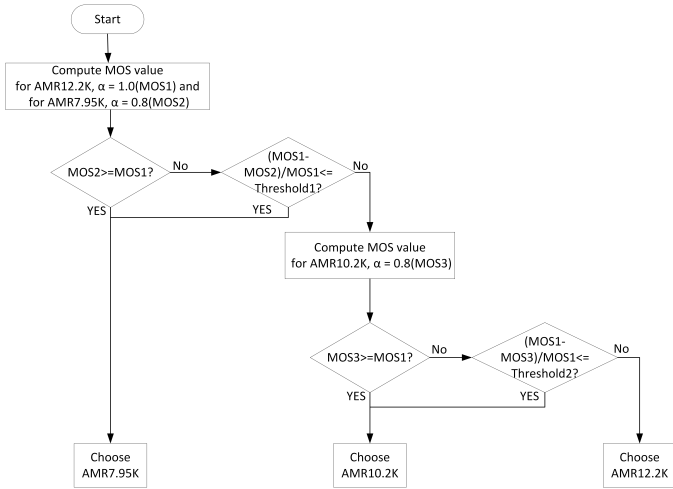 Start
Compute MOS value
for AMR12.2K, α = 1.0(MOS1) and
for AMR7.95K, α = 0.8(MOS2)
MOS2>=MOS1?
No
(MOS1-
MOS2)/MOS1<=
Threshold1?
No
YES
YES
Compute MOS value
for AMR10.2K, α = 0.8(MOS3)
MOS3>=MOS1?
No
(MOS1-
MOS3)/MOS1<=
Threshold2?
No
YES
YES
Choose
AMR7.95K
Choose
AMR10.2K
Choose
AMR12.2K